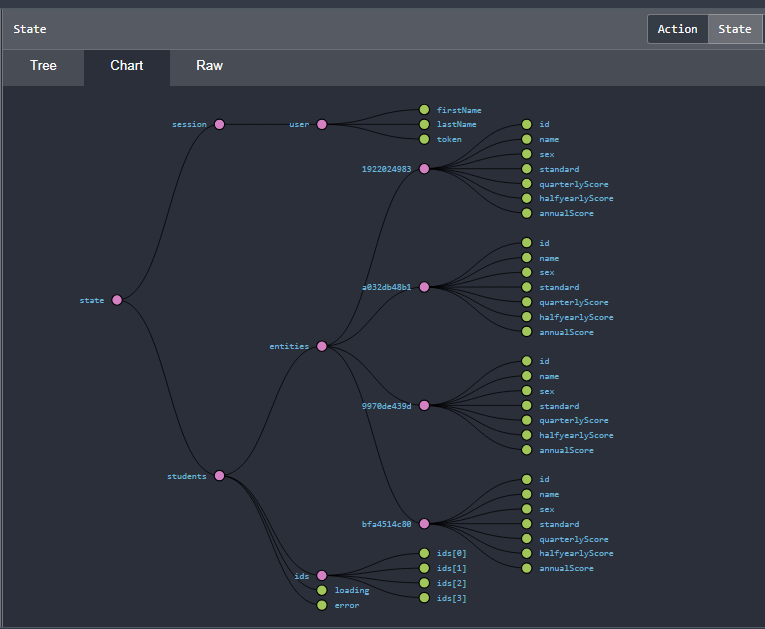 State
Action State
Tree Chart Raw
state
session
user
firstName
lastName
token
students
entities
1922024983
id
name
sex
standard
quarterlyScore
halfyearlyScore
annualScore
a032db48b1
id
name
sex
standard
quarterlyScore
halfyearlyScore
annualScore
9970de439d
id
name
sex
standard
quarterlyScore
halfyearlyScore
annualScore
bfa4514c80
id
name
sex
standard
quarterlyScore
halfyearlyScore
annualScore
ids
ids[0]
ids[1]
ids[2]
ids[3]
loading
error